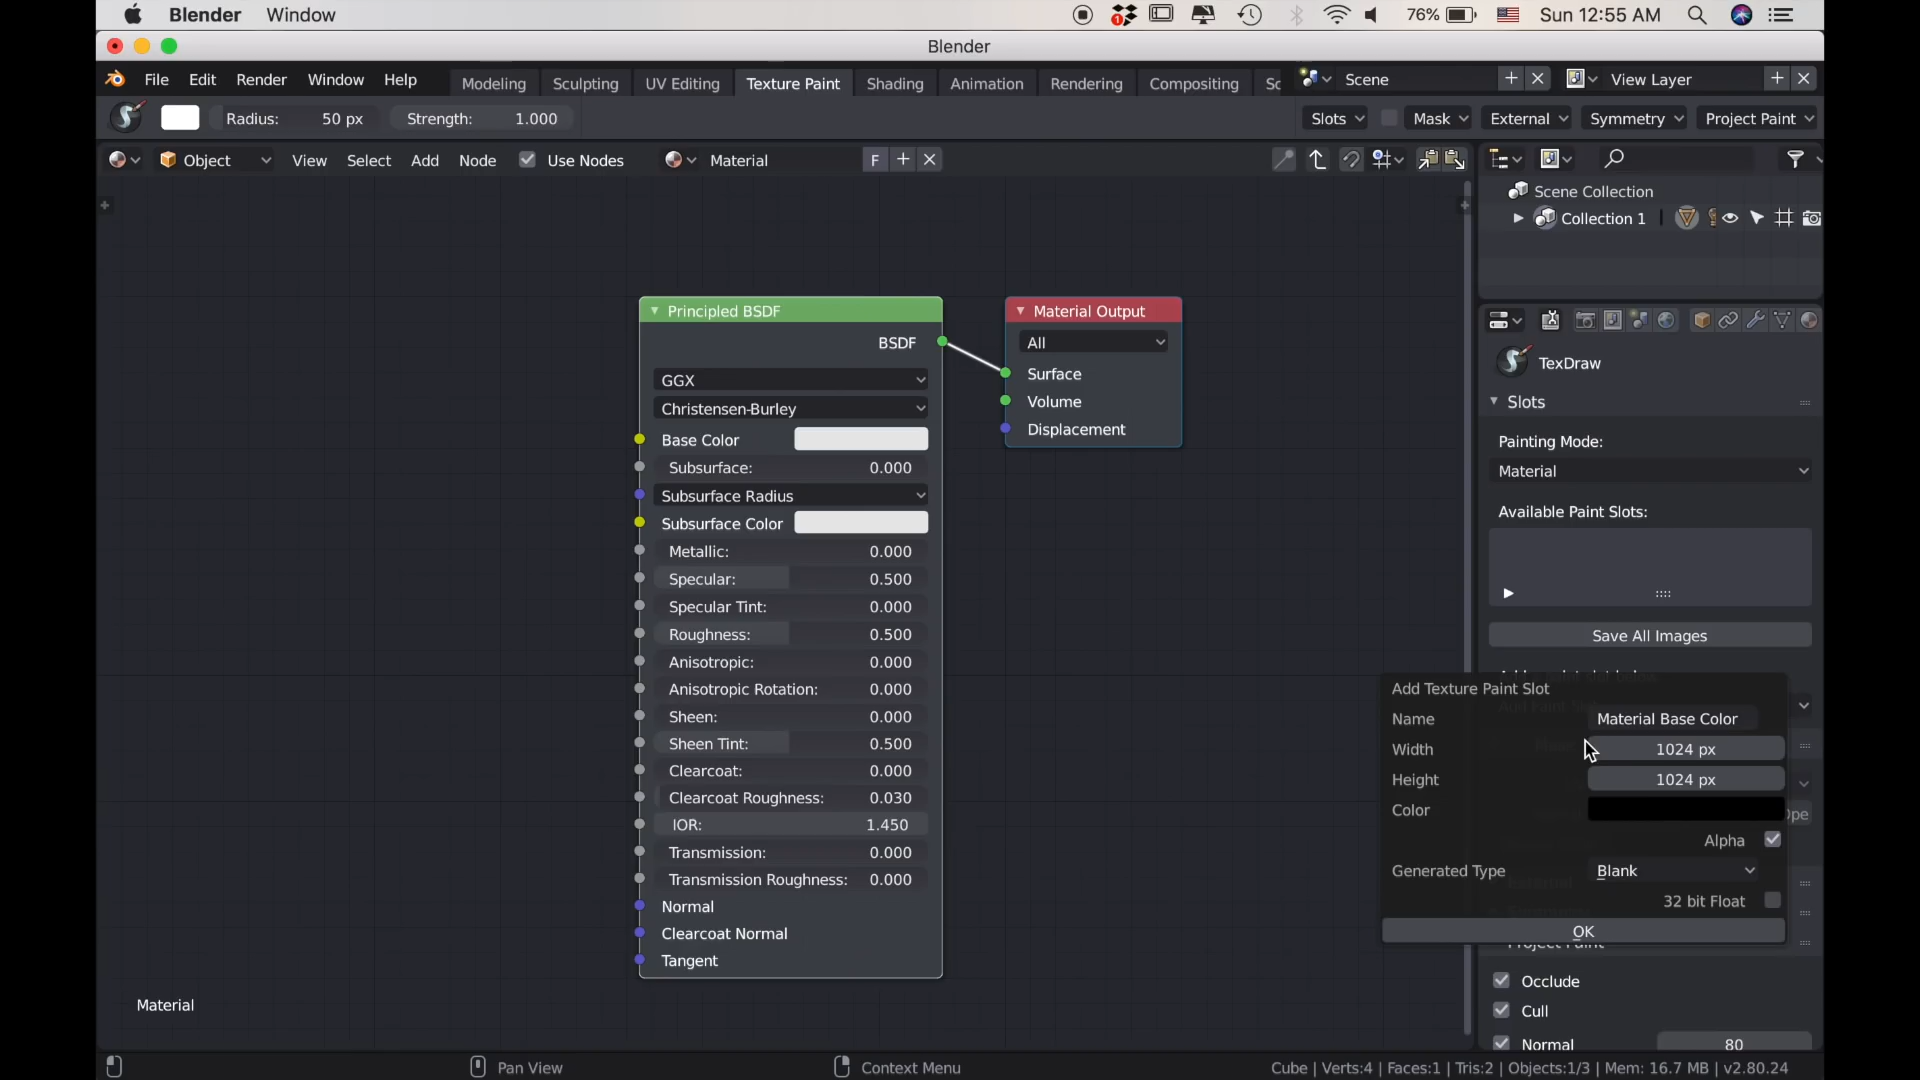 Blender Window 1 76% Sun 12:55 AM
Blender
File Edit Render Window Help Modeling Sculpting UV Editing Texture Paint Shading Animation Rendering Compositing Sc Scene View Layer
Radius: 50 px Strength: 1.000 Slots Mask External Symmetry Project Paint
Object View Select Add Node Use Nodes Material F
Scene Collection
Collection 1
Principled BSDF
BSDF
GGX
Christensen-Burley
Base Color
Subsurface: 0.000
Subsurface Radius
Subsurface Color
Metallic: 0.000
Specular: 0.500
Specular Tint: 0.000
Roughness: 0.500
Anisotropic: 0.000
Anisotropic Rotation: 0.000
Sheen: 0.000
Sheen Tint: 0.500
Clearcoat: 0.000
Clearcoat Roughness: 0.030
IOR: 1.450
Transmission: 0.000
Transmission Roughness: 0.000
Normal
Clearcoat Normal
Tangent
Material Output
All
Surface
Volume
Displacement
TexDraw
Slots
Painting Mode:
Material
Available Paint Slots:
Save All Images
Add Texture Paint Slot
Name Material Base Color
Width 1024 px
Height 1024 px
Color
Alpha
Generated Type Blank
32 bit Float
OK
Occlude
Cull
Normal 80
Material
Pan View Context Menu Cube | Verts:4 | Faces:1 | Tris:2 | Objects:1/3 | Mem: 16.7 MB | v2.80.24